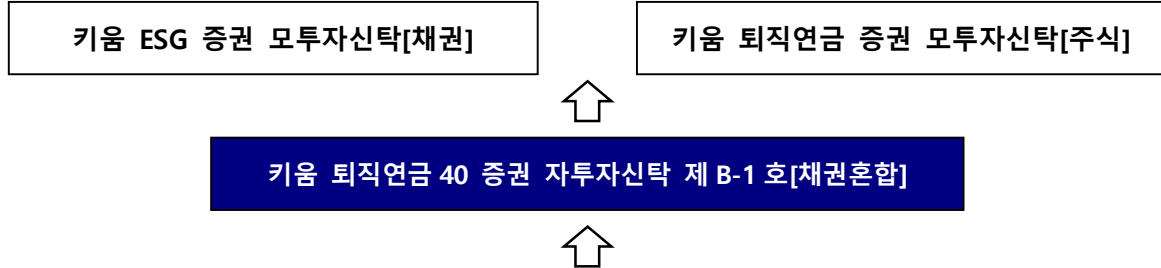 키움 ESG 증권 모투자신탁[채권]
키움 퇴직연금 증권 모투자신탁[주식]
키움 퇴직연금 40 증권 자투자신탁 제 B-1 호[채권혼합]